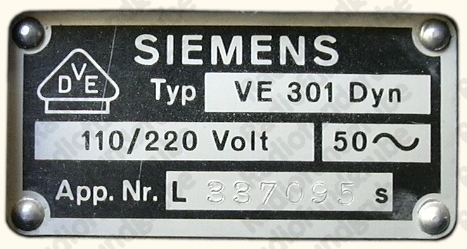 SIEMENS
DVE
Typ VE 301 Dyn
110/220 Volt 50~
App. Nr. L 337095 s